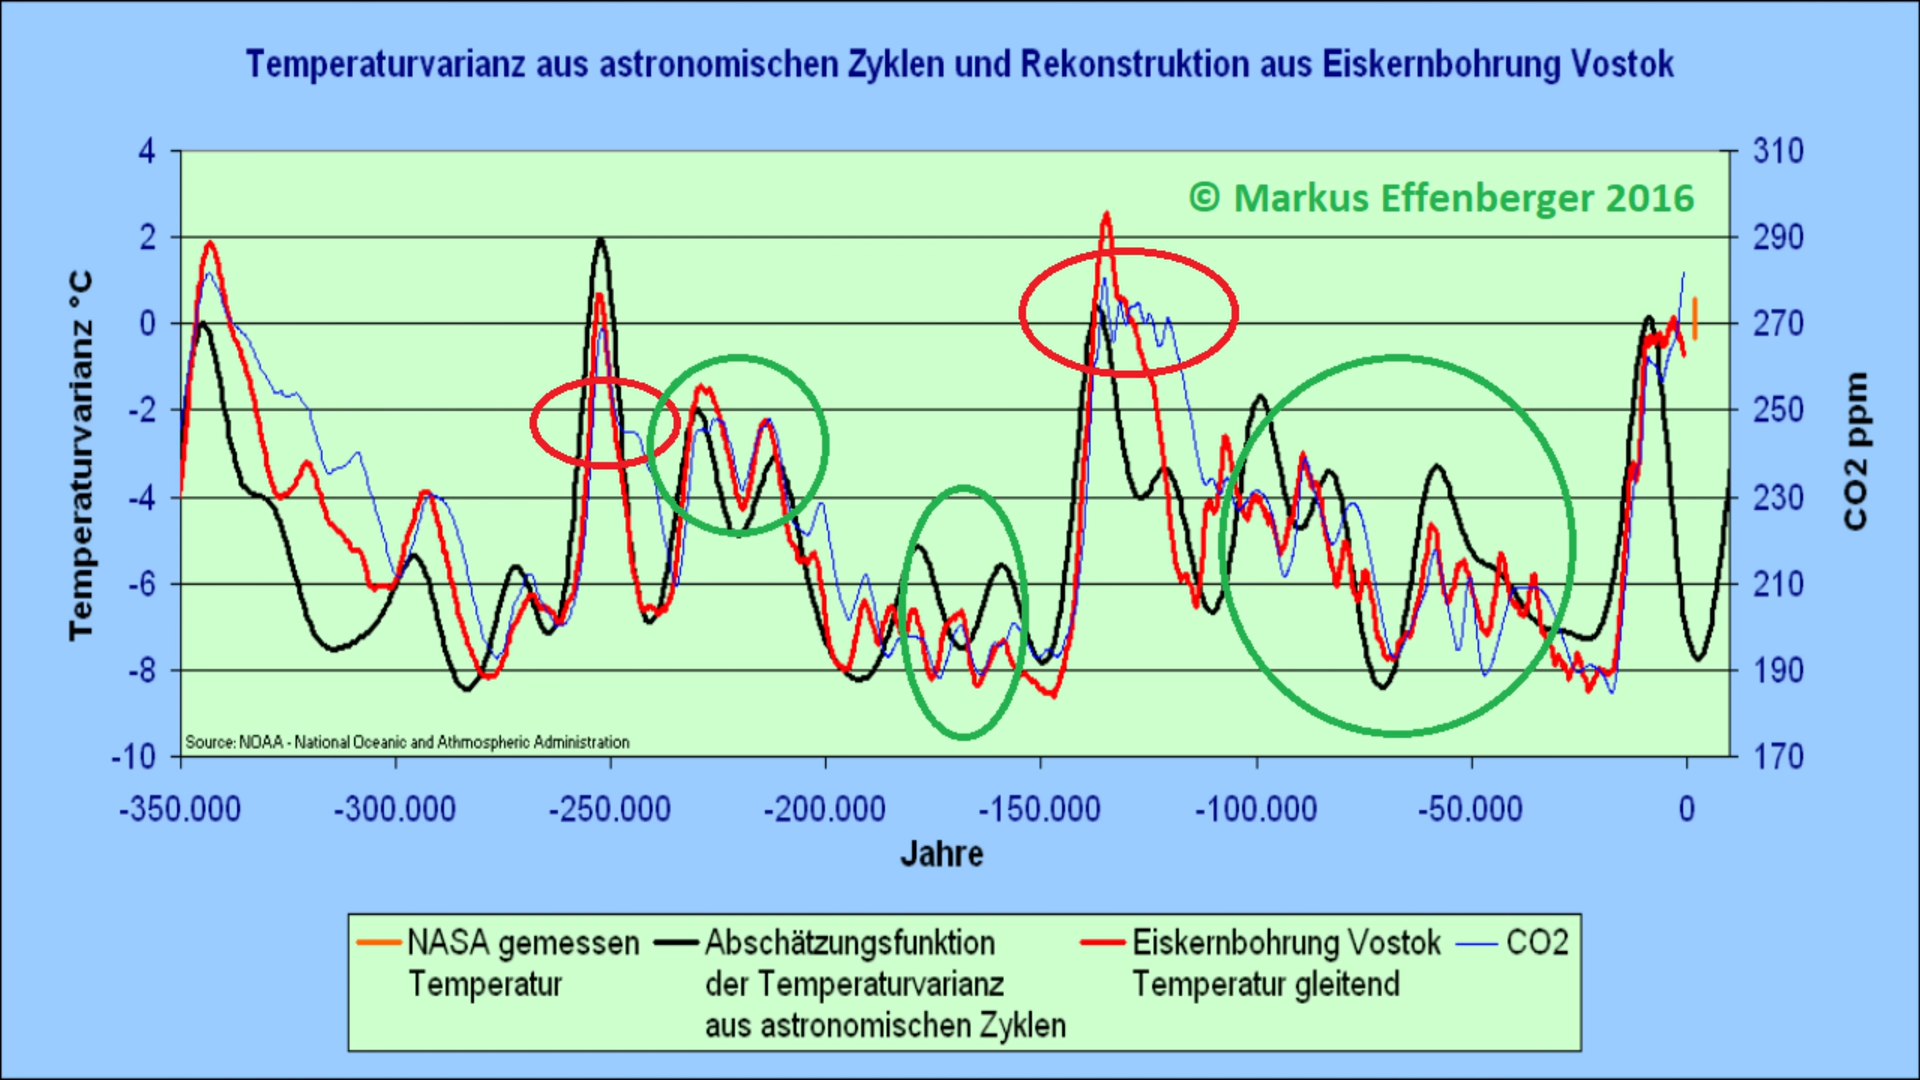 Temperaturvarianz aus astronomischen Zyklen und Rekonstruktion aus Eiskernbohrung Vostok
© Markus Effenberger 2016
4
2
0
-2
-4
-6
-8
-10
Temperaturvarianz °C
310
290
270
250
230
210
190
170
CO2 ppm
Source: NOAA - National Oceanic and Athmospheric Administration
-350.000 -300.000 -250.000 -200.000 -150.000 -100.000 -50.000 0
Jahre
NASA gemessen
Temperatur
Abschätzungsfunktion
der Temperaturvarianz
aus astronomischen Zyklen
Eiskernbohrung Vostok
Temperatur gleitend
CO2